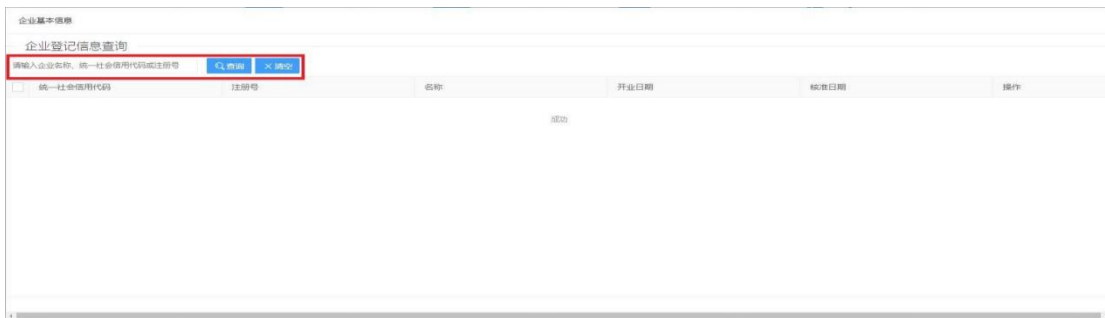 企业基本信息
企业登记信息查询
请输入企业名称、统一社会信用代码或注册号 查询 × 清空
统一社会信用代码 注册号 名称 开业日期 核准日期 操作
成功